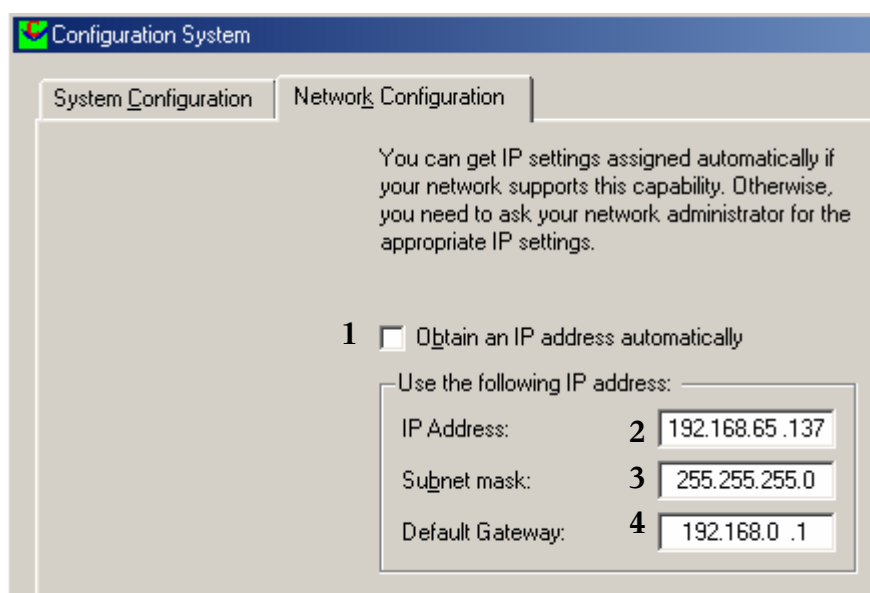 Configuration System
System Configuration
Network Configuration
You can get IP settings assigned automatically if
your network supports this capability. Otherwise,
you need to ask your network administrator for the
appropriate IP settings.
1 Obtain an IP address automatically
Use the following IP address:
IP Address: 2 192.168.65 .137
Subnet mask: 3 255.255.255.0
Default Gateway: 4 192.168.0 .1